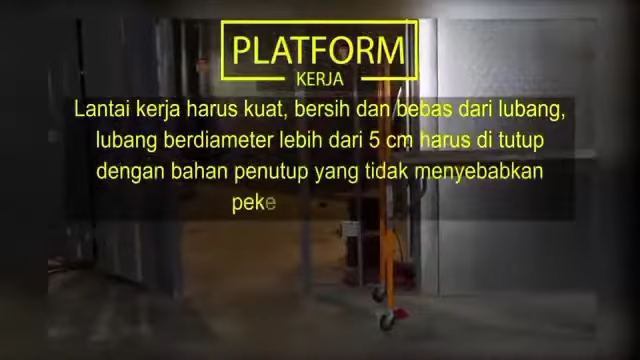 PLATFORM
KERJA
Lantai kerja harus kuat, bersih dan bebas dari lubang,
lubang berdiameter lebih dari 5 cm harus di tutup
dengan bahan penutup yang tidak menyebabkan
peke